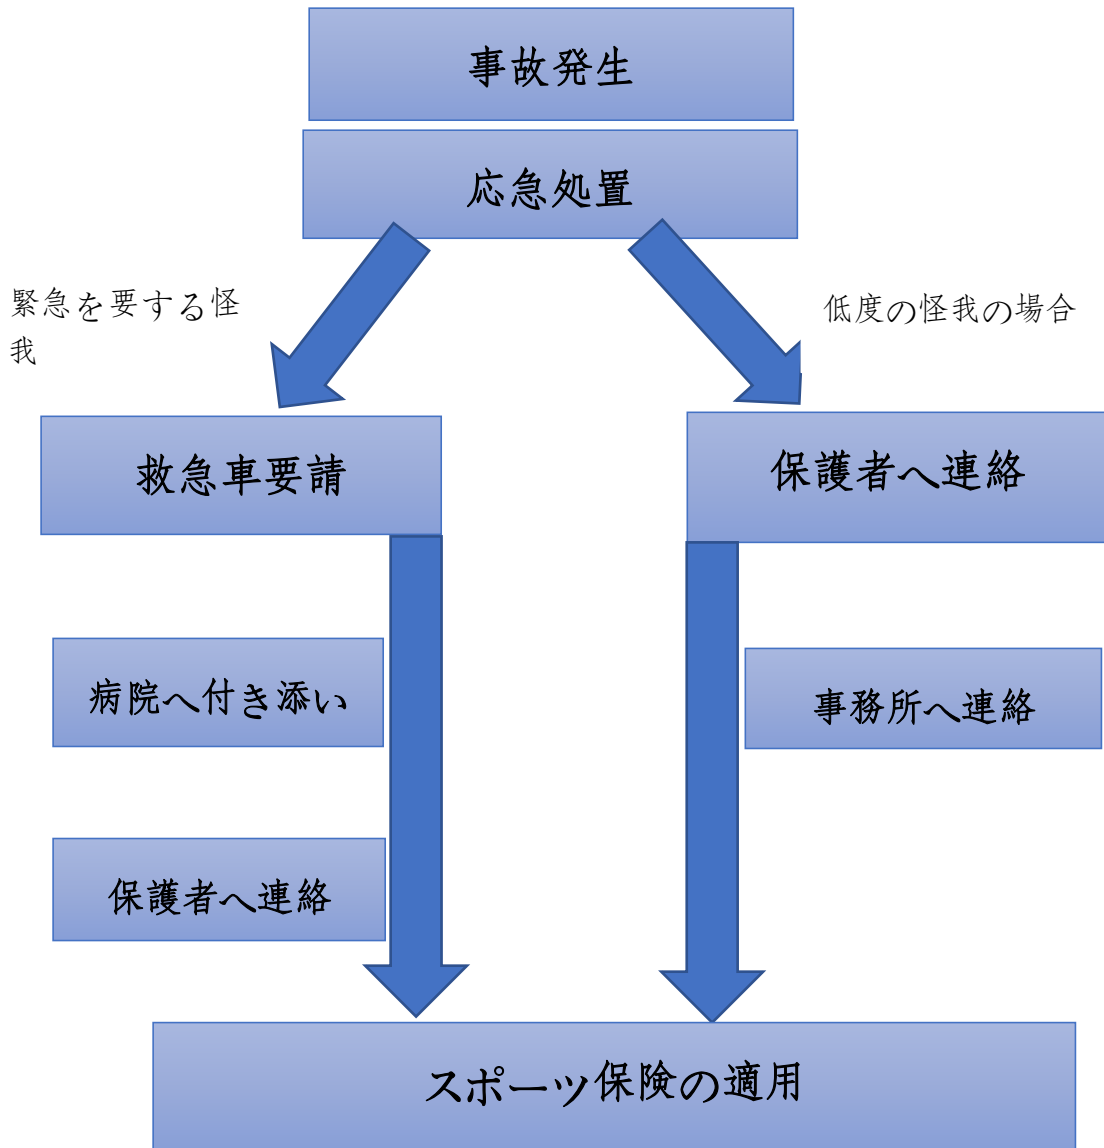 事故発生
応急処置
緊急を要する怪
我
低度の怪我の場合
救急車要請
保護者へ連絡
病院へ付き添い
事務所へ連絡
保護者へ連絡
スポーツ保険の適用